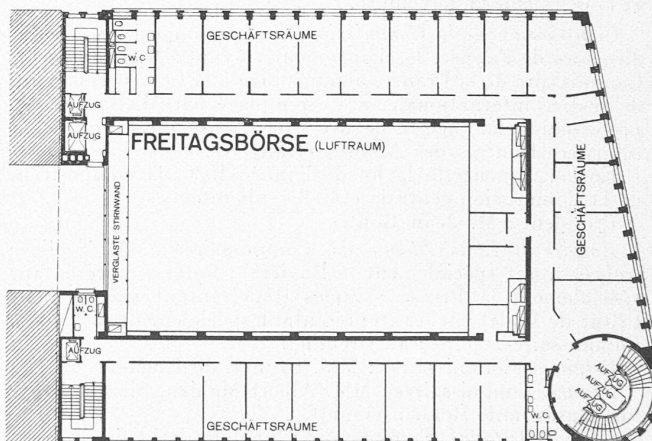 GESCHÄFTSRÄUME
W.C.
AUFZUG
AUFZUG
FREITAGSBÖRSE (LUFTRAUM)
VERGLASTE STIRNWAND
GESCHÄFTSRÄUME
W.C.
AUFZUG
AUFZUG
AUFZUG
AUFZUG
W.C.
GESCHÄFTSRÄUME